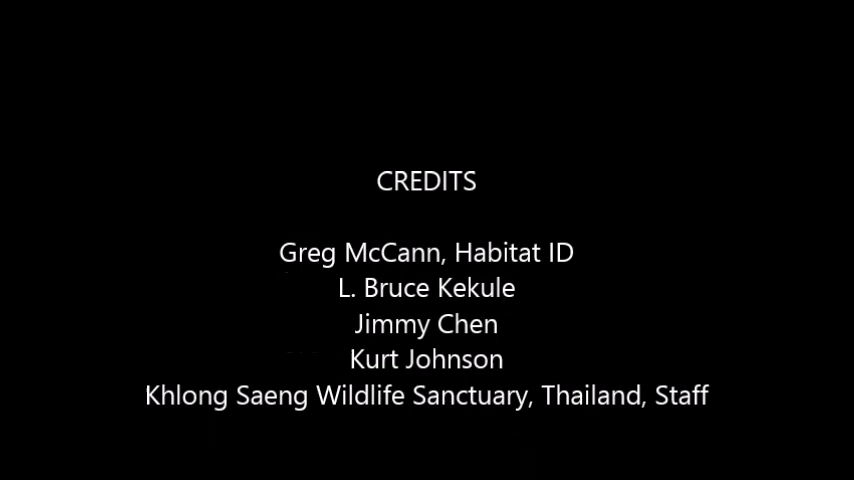 CREDITS
Greg McCann, Habitat ID
L. Bruce Kekule
Jimmy Chen
Kurt Johnson
Khlong Saeng Wildlife Sanctuary, Thailand, Staff